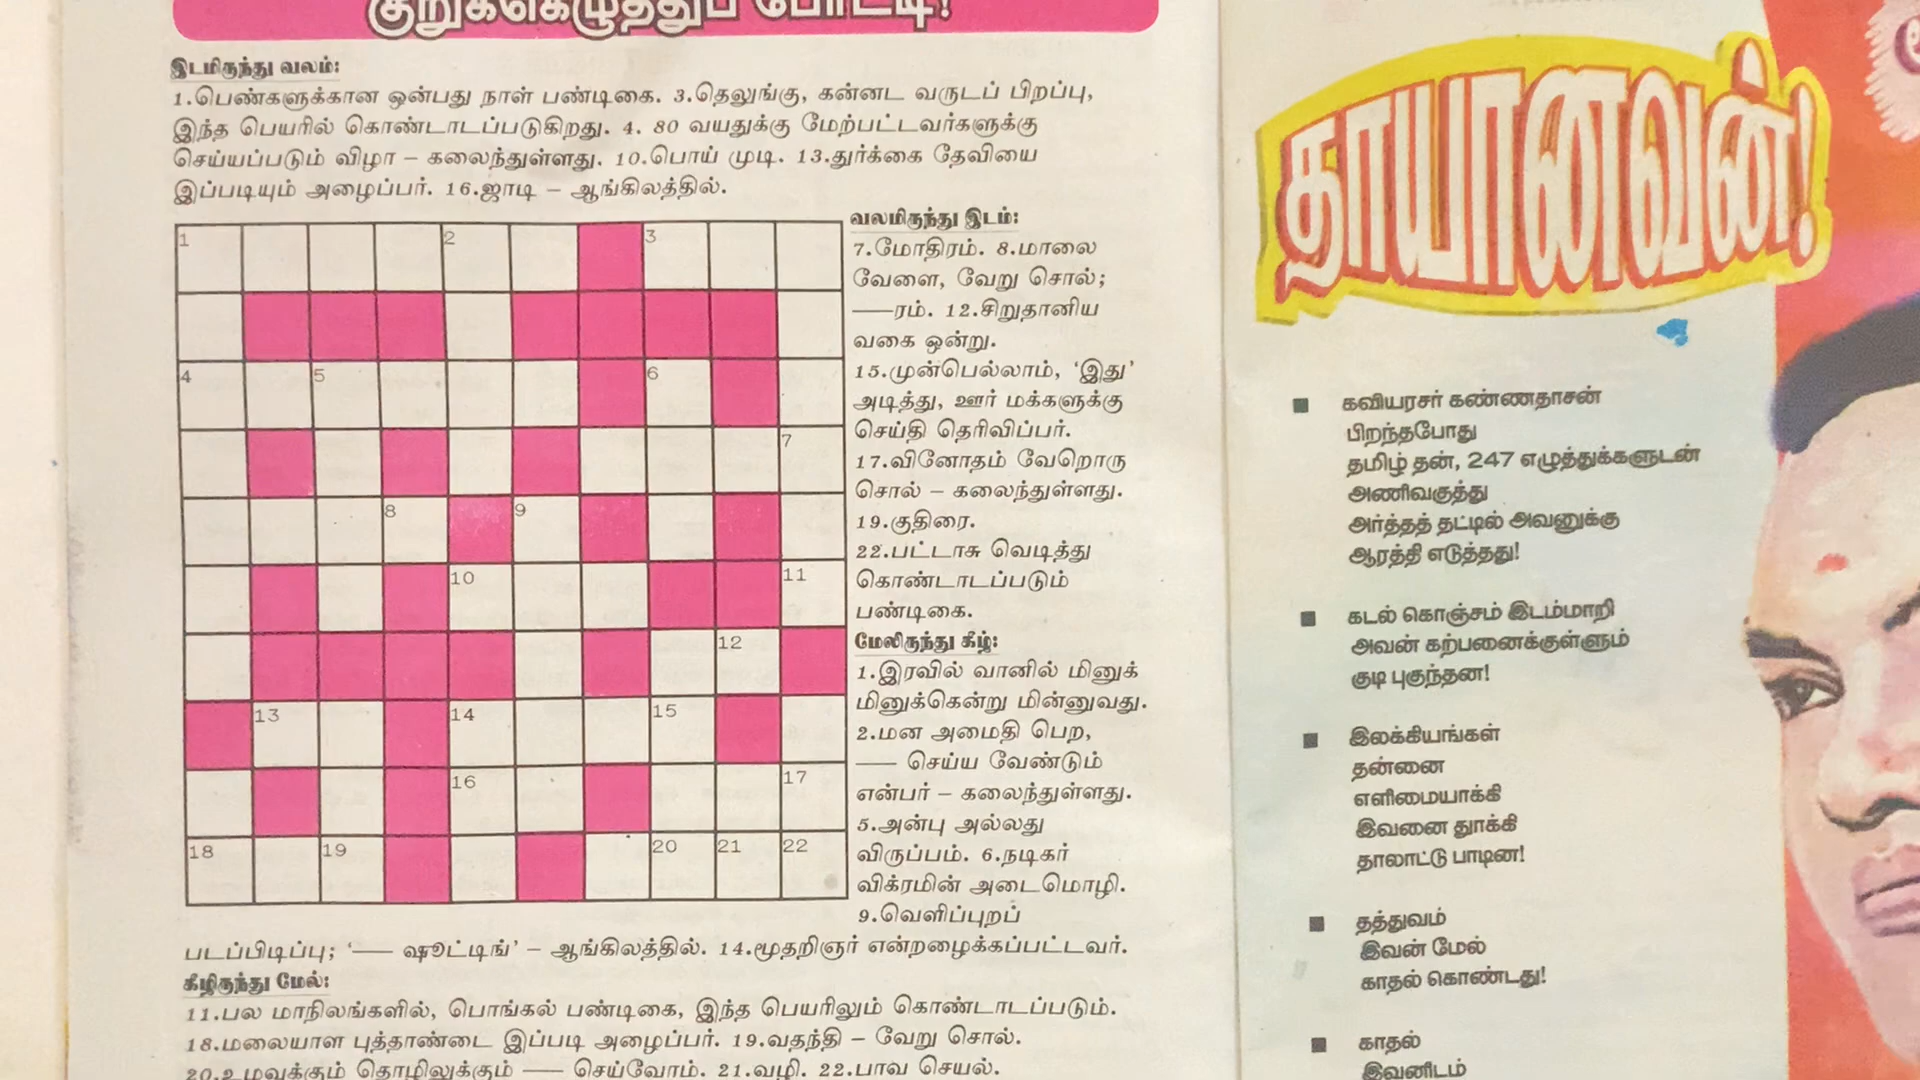 குறுக்கெழுத்துப் போட்டி!
இடமிருந்து வலம்:
1.பெண்களுக்கான ஒன்பது நாள் பண்டிகை. 3.தெலுங்கு, கன்னட வருடப் பிறப்பு,
இந்த பெயரில் கொண்டாடப்படுகிறது. 4. 80 வயதுக்கு மேற்பட்டவர்களுக்கு
செய்யப்படும் விழா – கலைந்துள்ளது. 10.பொய் முடி. 13.துர்க்கை தேவியை
இப்படியும் அழைப்பர். 16.ஜாடி – ஆங்கிலத்தில்.
1 2 3
4 5 6
7
8 9
10 11
12
13 14 15
16 17
18 19 20 21 22
வலமிருந்து இடம்:
7.மோதிரம். 8.மாலை
வேளை, வேறு சொல்;
——ரம். 12.சிறுதானிய
வகை ஒன்று.
15.முன்பெல்லாம், ‘இது’
அடித்து, ஊர் மக்களுக்கு
செய்தி தெரிவிப்பர்.
17.வினோதம் வேறொரு
சொல் – கலைந்துள்ளது.
19.குதிரை.
22.பட்டாசு வெடித்து
கொண்டாடப்படும்
பண்டிகை.
மேலிருந்து கீழ்:
1.இரவில் வானில் மினுக்
மினுக்கென்று மின்னுவது.
2.மன அமைதி பெற,
—— செய்ய வேண்டும்
என்பர் – கலைந்துள்ளது.
5.அன்பு அல்லது
விருப்பம். 6.நடிகர்
விக்ரமின் அடைமொழி.
9.வெளிப்புறப்
படப்பிடிப்பு; ‘—— ஷூட்டிங்’ – ஆங்கிலத்தில். 14.மூதறிஞர் என்றழைக்கப்பட்டவர்.
கீழிருந்து மேல்:
11.பல மாநிலங்களில், பொங்கல் பண்டிகை, இந்த பெயரிலும் கொண்டாடப்படும்.
18.மலையாள புத்தாண்டை இப்படி அழைப்பர். 19.வதந்தி – வேறு சொல்.
20.உழவுக்கும் தொழிலுக்கும் —— செய்வோம். 21.வழி. 22.பாவ செயல்.
தாயானவன்!
■ கவியரசர் கண்ணதாசன்
பிறந்தபோது
தமிழ் தன், 247 எழுத்துக்களுடன்
அணிவகுத்து
அர்த்தத் தட்டில் அவனுக்கு
ஆரத்தி எடுத்தது!
■ கடல் கொஞ்சம் இடம்மாறி
அவன் கற்பனைக்குள்ளும்
குடி புகுந்தன!
■ இலக்கியங்கள்
தன்னை
எளிமையாக்கி
இவனை தூக்கி
தாலாட்டு பாடின!
■ தத்துவம்
இவன் மேல்
காதல் கொண்டது!
■ காதல்
இவனிடம்